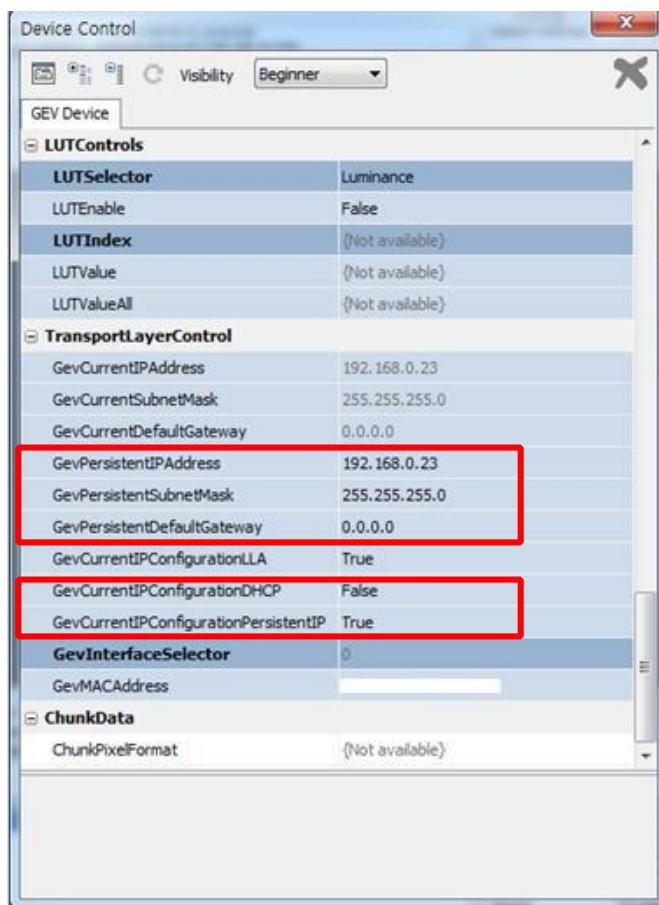 Device Control
Visibility Beginner
GEV Device
LUTControls
LUTSelector Luminance
LUTEnable False
LUTIndex {Not available}
LUTValue {Not available}
LUTValueAll {Not available}
TransportLayerControl
GevCurrentIPAddress 192.168.0.23
GevCurrentSubnetMask 255.255.255.0
GevCurrentDefaultGateway 0.0.0.0
GevPersistentIPAddress 192.168.0.23
GevPersistentSubnetMask 255.255.255.0
GevPersistentDefaultGateway 0.0.0.0
GevCurrentIPConfigurationLLA True
GevCurrentIPConfigurationDHCP False
GevCurrentIPConfigurationPersistentIP True
GevInterfaceSelector 0
GevMACAddress
ChunkData
ChunkPixelFormat {Not available}